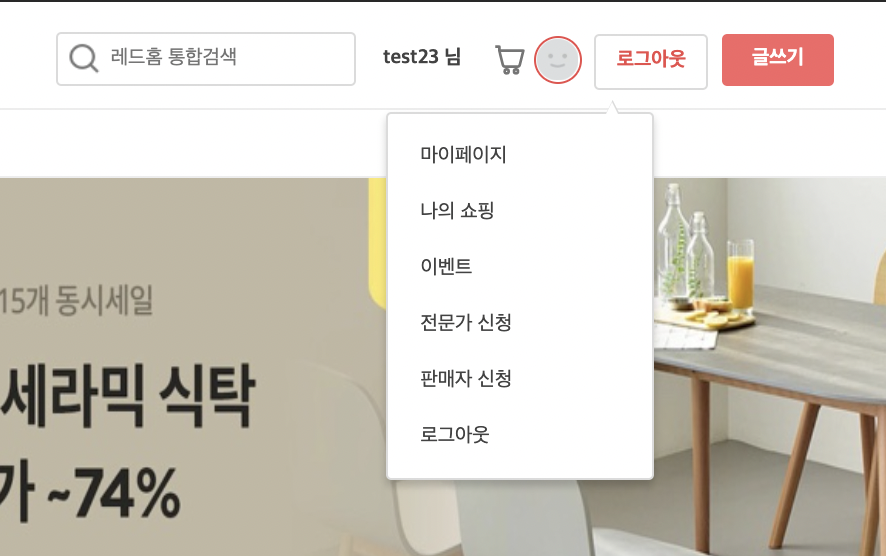 레드홈 통합검색
test23 님
로그아웃
글쓰기
마이페이지
나의 쇼핑
이벤트
전문가 신청
판매자 신청
로그아웃
15개 동시세일
세라믹 식탁
가 ~74%